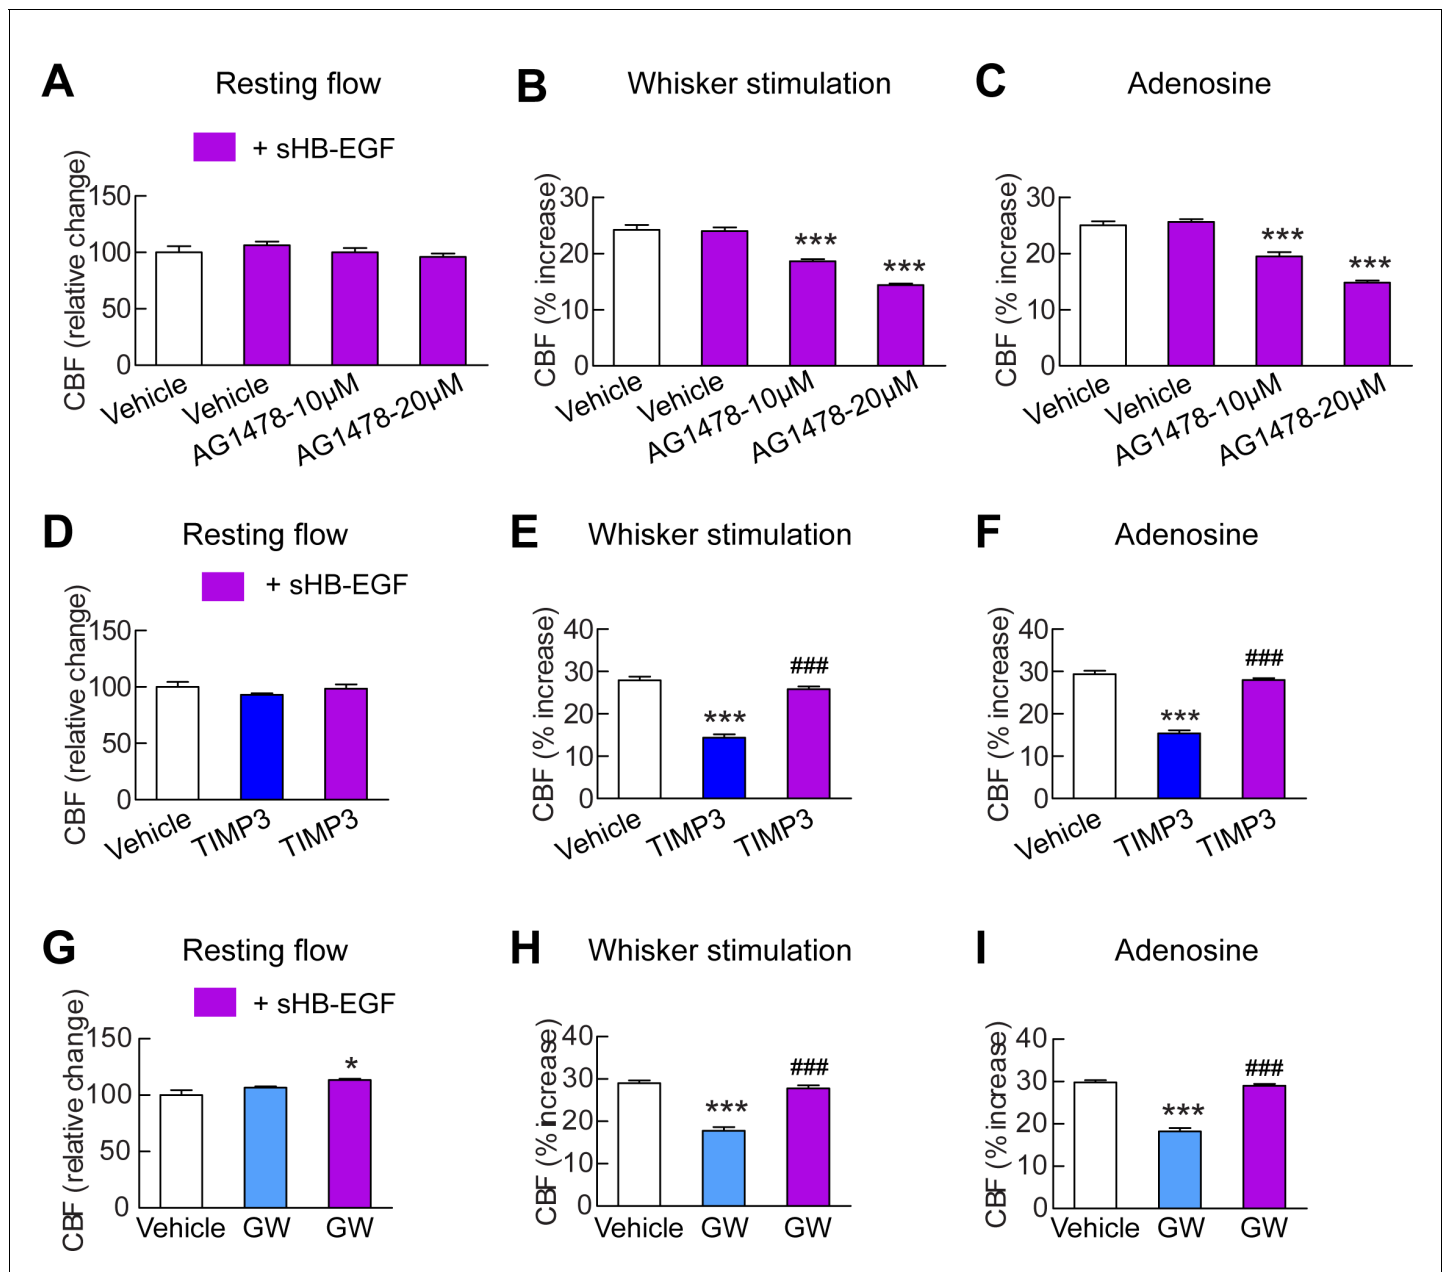 A Resting flow
+ sHB-EGF
CBF (relative change)
150
100
50
0
Vehicle
Vehicle
AG1478-10µM
AG1478-20µM
B Whisker stimulation
CBF (% increase)
30
20
10
0
***
***
Vehicle
Vehicle
AG1478-10µM
AG1478-20µM
C Adenosine
CBF (% increase)
30
20
10
0
***
***
Vehicle
Vehicle
AG1478-10µM
AG1478-20µM
D Resting flow
+ sHB-EGF
CBF (relative change)
150
100
50
0
Vehicle
TIMP3
TIMP3
E Whisker stimulation
CBF (% increase)
40
30
20
10
0
***
###
Vehicle
TIMP3
TIMP3
F Adenosine
CBF (% increase)
40
30
20
10
0
***
###
Vehicle
TIMP3
TIMP3
G Resting flow
+ sHB-EGF
CBF (relative change)
150
100
50
0
*
Vehicle GW GW
H Whisker stimulation
CBF (% increase)
40
30
20
10
0
***
###
Vehicle GW GW
I Adenosine
CBF (% increase)
40
30
20
10
0
***
###
Vehicle GW GW